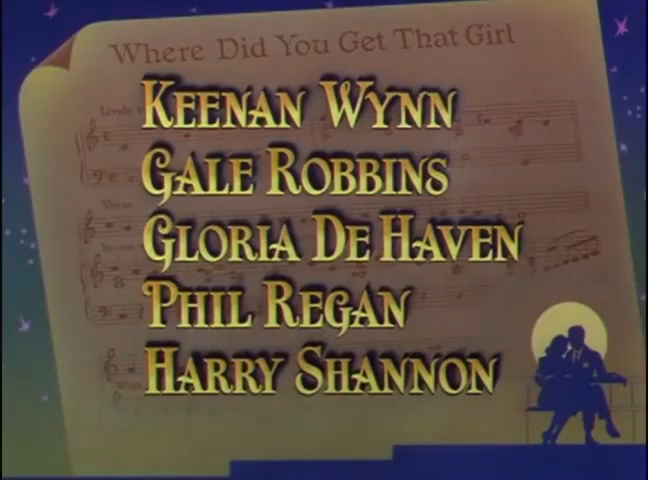 Where Did You Get That Girl
KEENAN WYNN
GALE ROBBINS
GLORIA DE HAVEN
PHIL REGAN
HARRY SHANNON